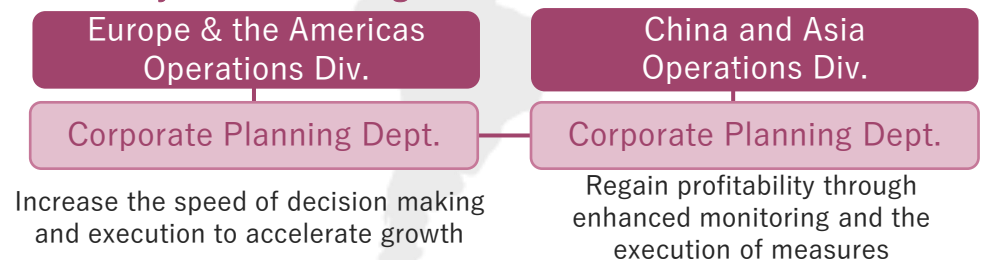 Europe & the Americas
Operations Div.
China and Asia
Operations Div.
Corporate Planning Dept.
Corporate Planning Dept.
Increase the speed of decision making
and execution to accelerate growth
Regain profitability through
enhanced monitoring and the
execution of measures